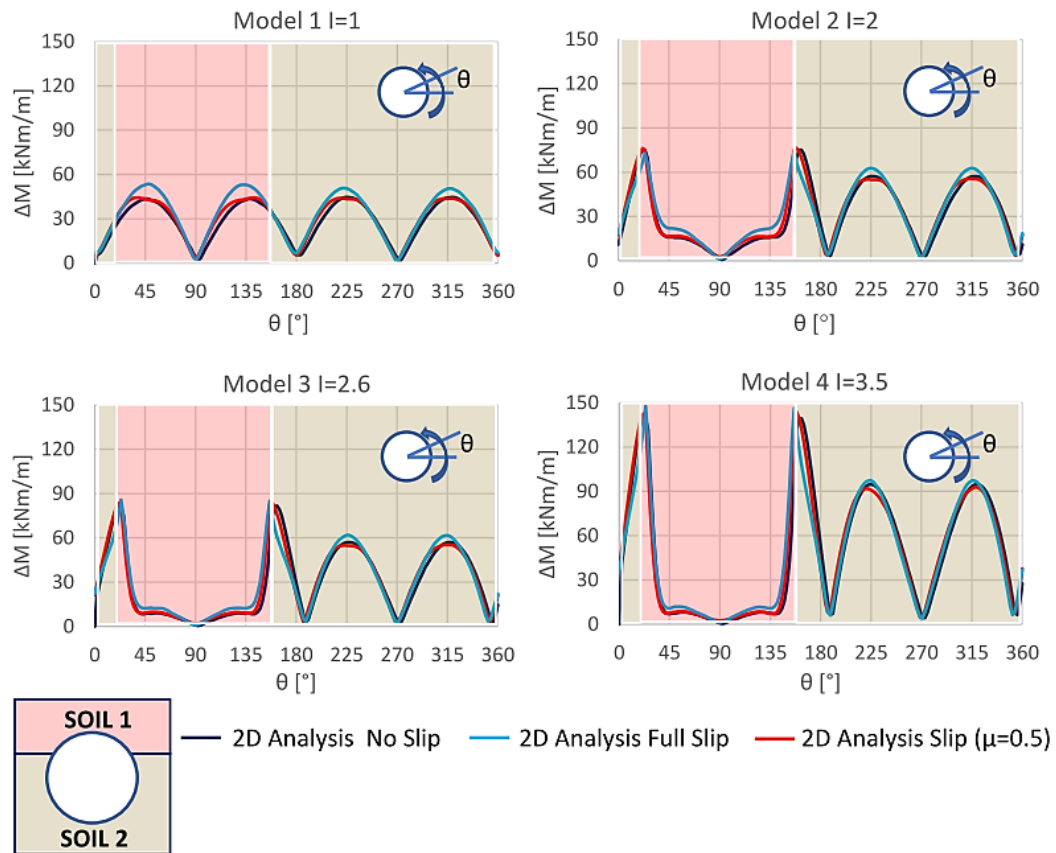 Model 1 I=1
150
120
90
60
30
0
ΔM [kNm/m]
0 45 90 135 180 225 270 315 360
θ [°]
θ
Model 2 I=2
150
120
90
60
30
0
ΔM [kNm/m]
0 45 90 135 180 225 270 315 360
θ [°]
θ
Model 3 I=2.6
150
120
90
60
30
0
ΔM [kNm/m]
0 45 90 135 180 225 270 315 360
θ [°]
θ
Model 4 I=3.5
150
120
90
60
30
0
ΔM [kNm/m]
0 45 90 135 180 225 270 315 360
θ [°]
θ
SOIL 1
SOIL 2
2D Analysis No Slip
2D Analysis Full Slip
2D Analysis Slip (μ=0.5)